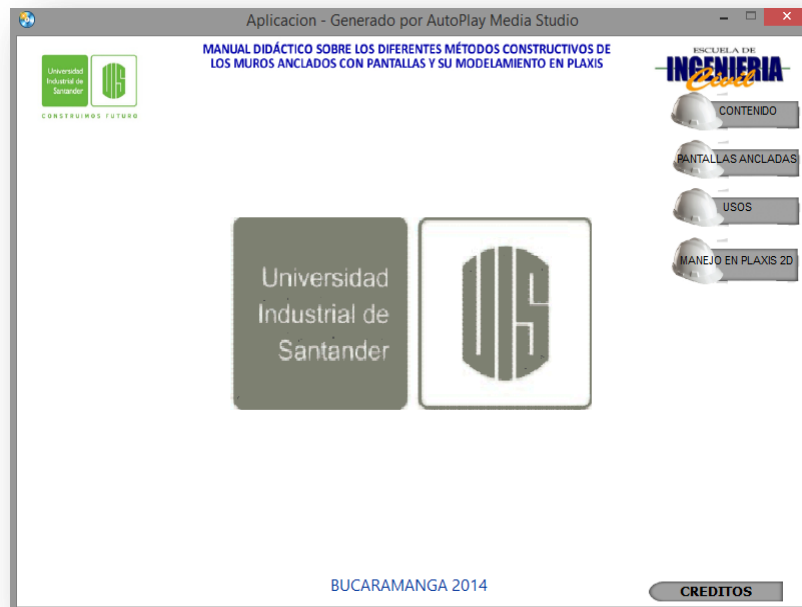 Aplicacion - Generado por AutoPlay Media Studio
MANUAL DIDÁCTICO SOBRE LOS DIFERENTES MÉTODOS CONSTRUCTIVOS DE
LOS MUROS ANCLADOS CON PANTALLAS Y SU MODELAMIENTO EN PLAXIS
Universidad
Industrial de
Santander
UIS
CONSTRUIMOS FUTURO
ESCUELA DE
INGENIERIA
Civil
CONTENIDO
PANTALLAS ANCLADAS
USOS
MANEJO EN PLAXIS 2D
Universidad
Industrial de
Santander
UIS
BUCARAMANGA 2014
CREDITOS